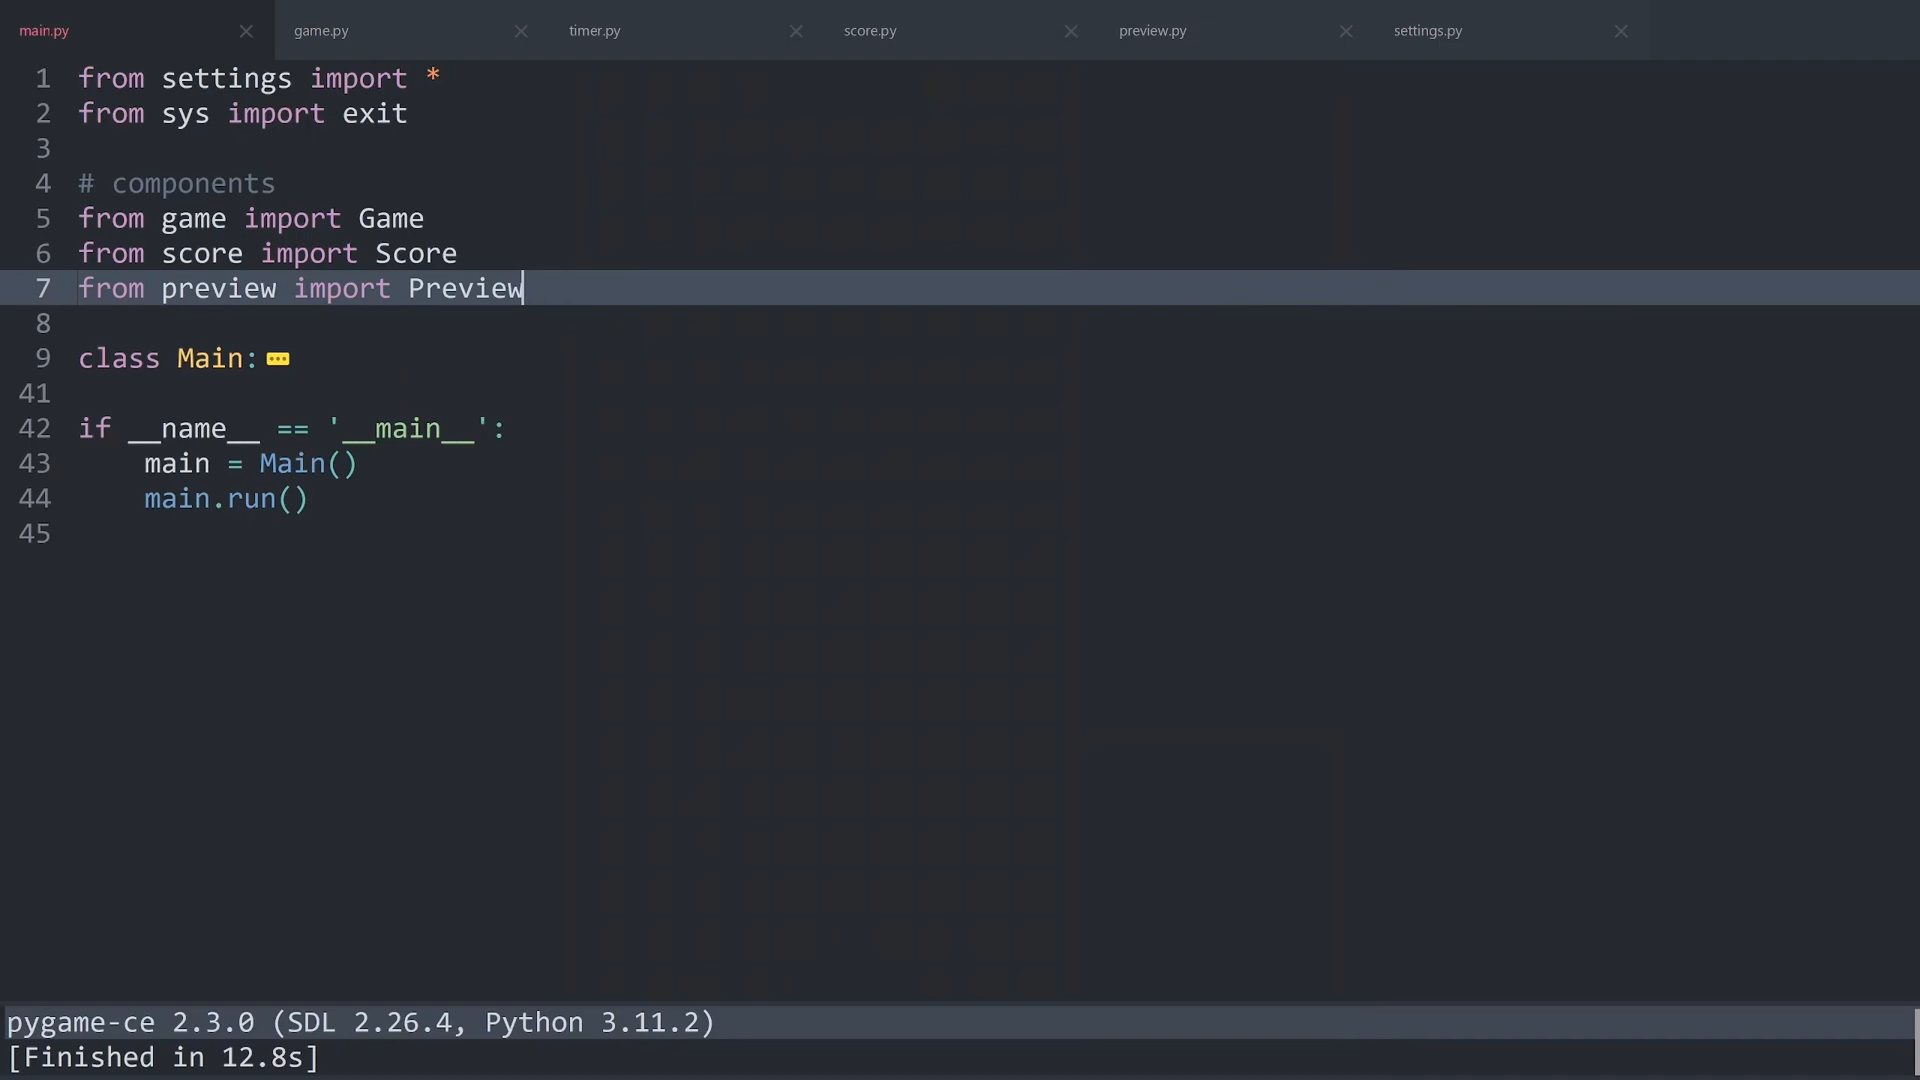 main.py game.py timer.py score.py preview.py settings.py
1 from settings import *
2 from sys import exit
3
4 # components
5 from game import Game
6 from score import Score
7 from preview import Preview
8
9 class Main:
41
42 if __name__ == '__main__':
43 main = Main()
44 main.run()
45
pygame-ce 2.3.0 (SDL 2.26.4, Python 3.11.2)
[Finished in 12.8s]